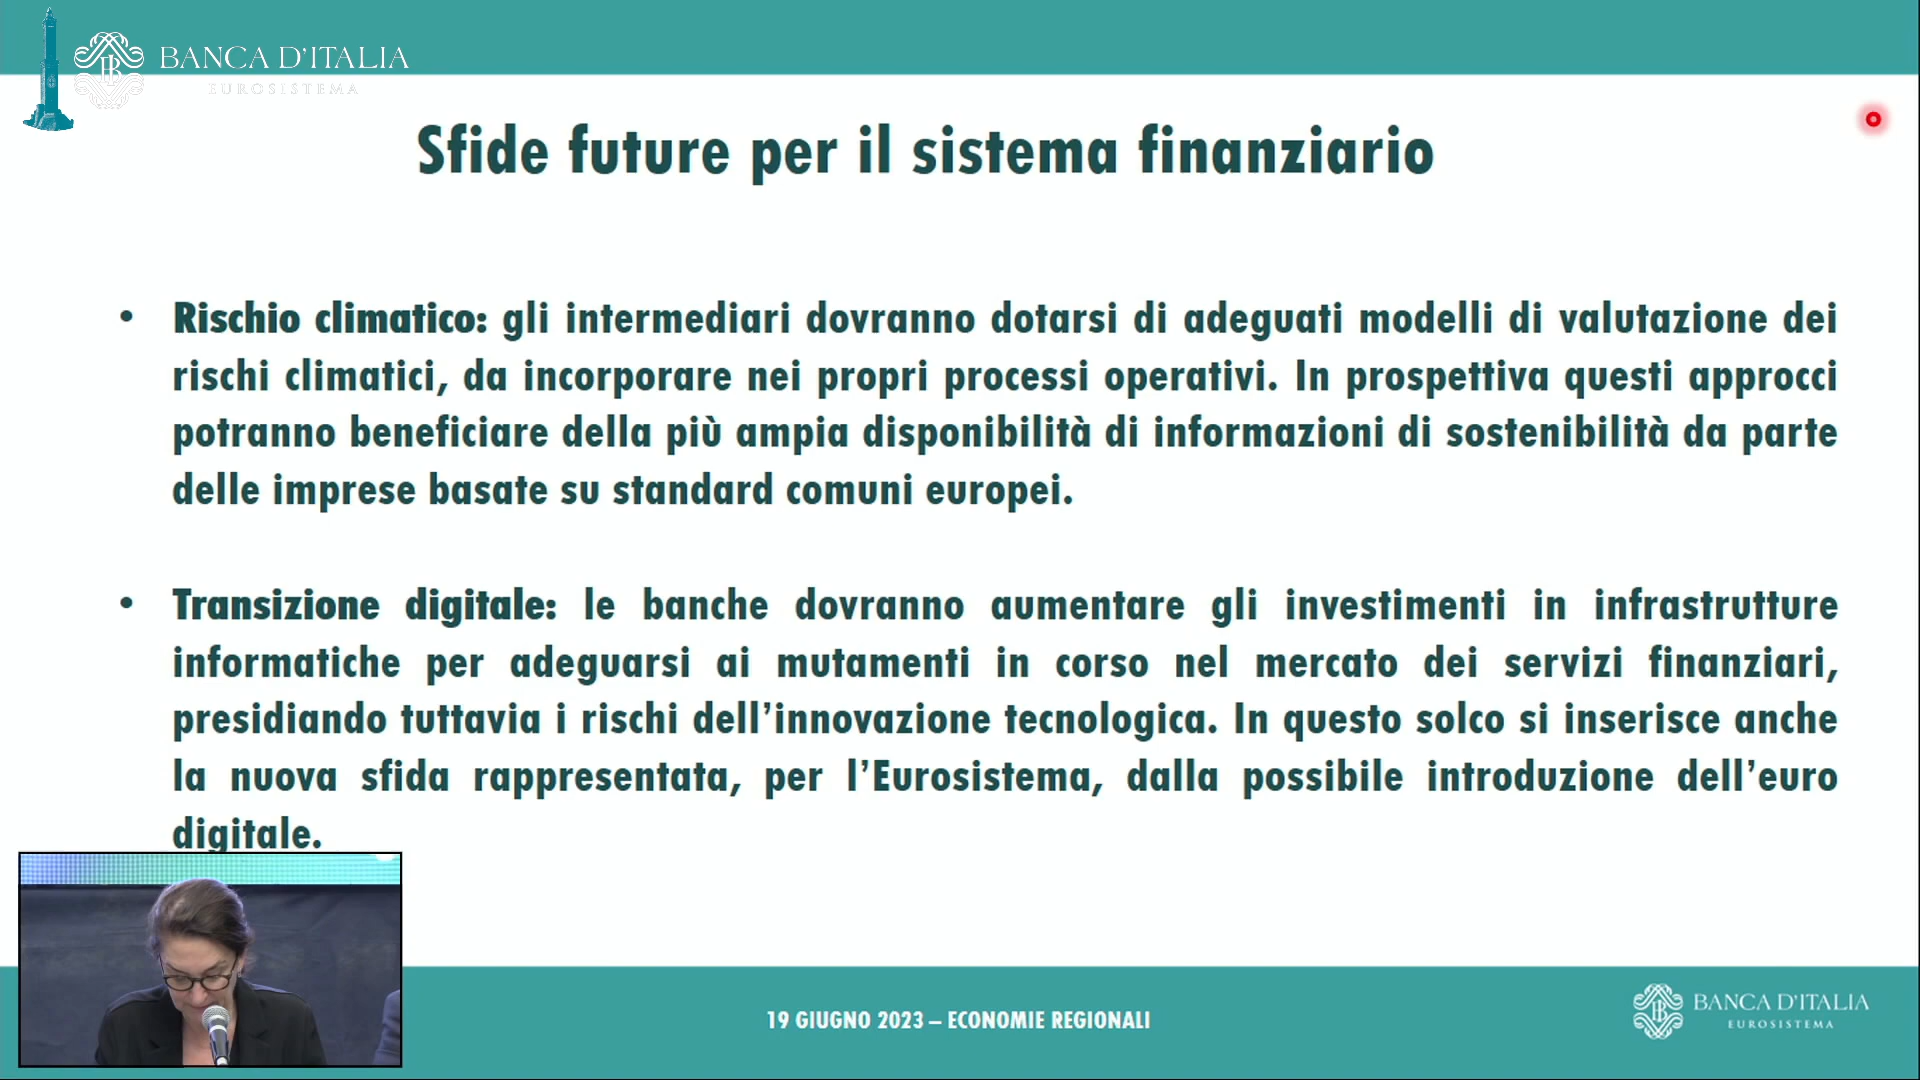 BANCA D'ITALIA
EUROSISTEMA
Sfide future per il sistema finanziario
• Rischio climatico: gli intermediari dovranno dotarsi di adeguati modelli di valutazione dei
rischi climatici, da incorporare nei propri processi operativi. In prospettiva questi approcci
potranno beneficiare della più ampia disponibilità di informazioni di sostenibilità da parte
delle imprese basate su standard comuni europei.
• Transizione digitale: le banche dovranno aumentare gli investimenti in infrastrutture
informatiche per adeguarsi ai mutamenti in corso nel mercato dei servizi finanziari,
presidiando tuttavia i rischi dell’innovazione tecnologica. In questo solco si inserisce anche
la nuova sfida rappresentata, per l’Eurosistema, dalla possibile introduzione dell’euro
digitale.
19 GIUGNO 2023 – ECONOMIE REGIONALI
BANCA D'ITALIA
EUROSISTEMA